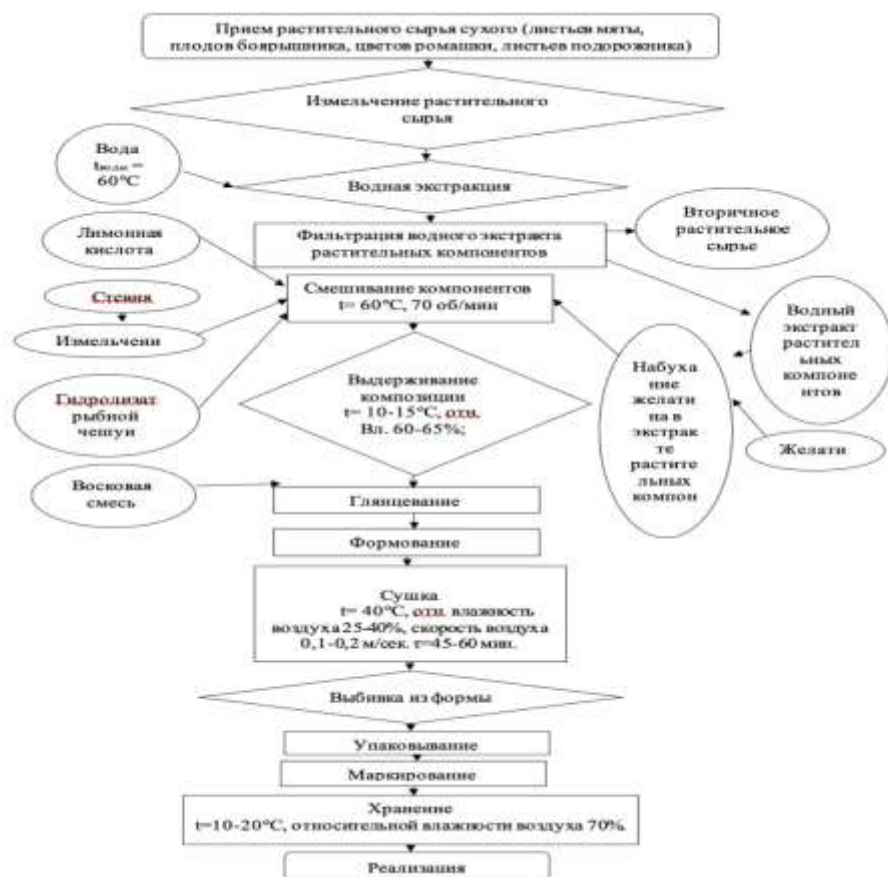 Прием растительного сырья сухого (листьев мяты,
плодов боярышника, цветов ромашки, листьев подорожника)
Измельчение растительного
сырья
Вода
tводы =
60°C
Водная экстракция
Лимонная
кислота
Фильтрация водного экстракта
растительных компонентов
Вторичное
растительное
сырье
Стевия
Смешивание компонентов
t= 60°C, 70 об/мин
Водный
экстракт
растител
ьных
компоне
нтов
Измельчени
Гидролизат
рыбной
чешуи
Выдерживание
композиции
t= 10-15°C, отн.
Вл. 60-65%;
Набуха
ние
желати
на в
экстрак
те
растите
льных
компон
Желати
Восковая
смесь
Глянцевание
Формование
Сушка
t= 40°C, отн. влажность
воздуха 25-40%, скорость воздуха
0,1-0,2 м/сек. τ=45-60 мин.
Выбивка из формы
Упаковывание
Маркирование
Хранение
t=10-20°C, относительной влажности воздуха 70%.
Реализация